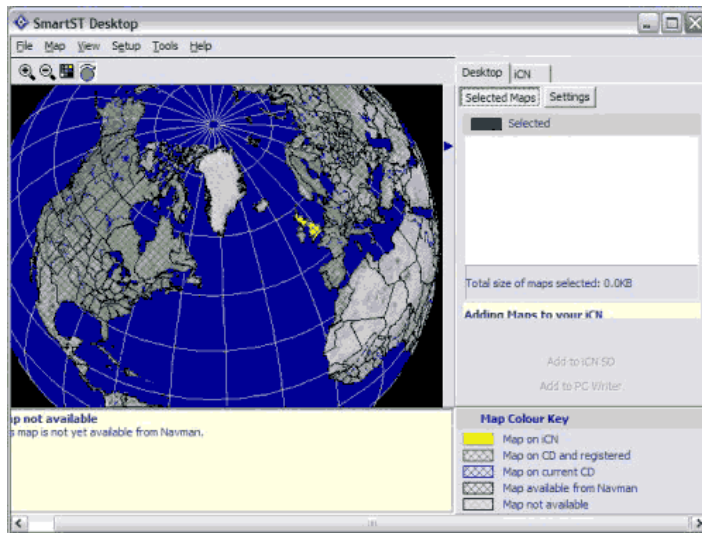 SmartST Desktop
File Map View Setup Tools Help
Desktop iCN
Selected Maps Settings
Selected
Total size of maps selected: 0.0KB
Adding Maps to your iCN
Add to iCN SD
Add to PC Writer
ap not available
s map is not yet available from Navman.
Map Colour Key
Map on iCN
Map on CD and registered
Map on current CD
Map available from Navman
Map not available